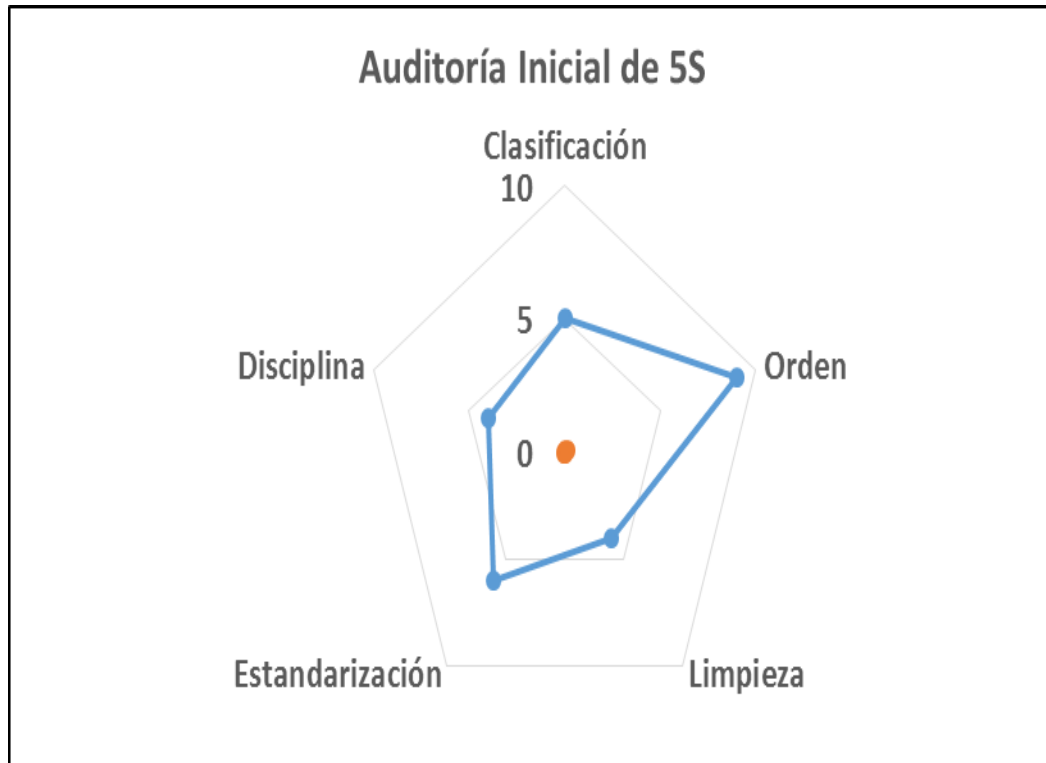 Auditoría Inicial de 5S
Clasificación
10
5
Disciplina
Orden
0
Estandarización
Limpieza